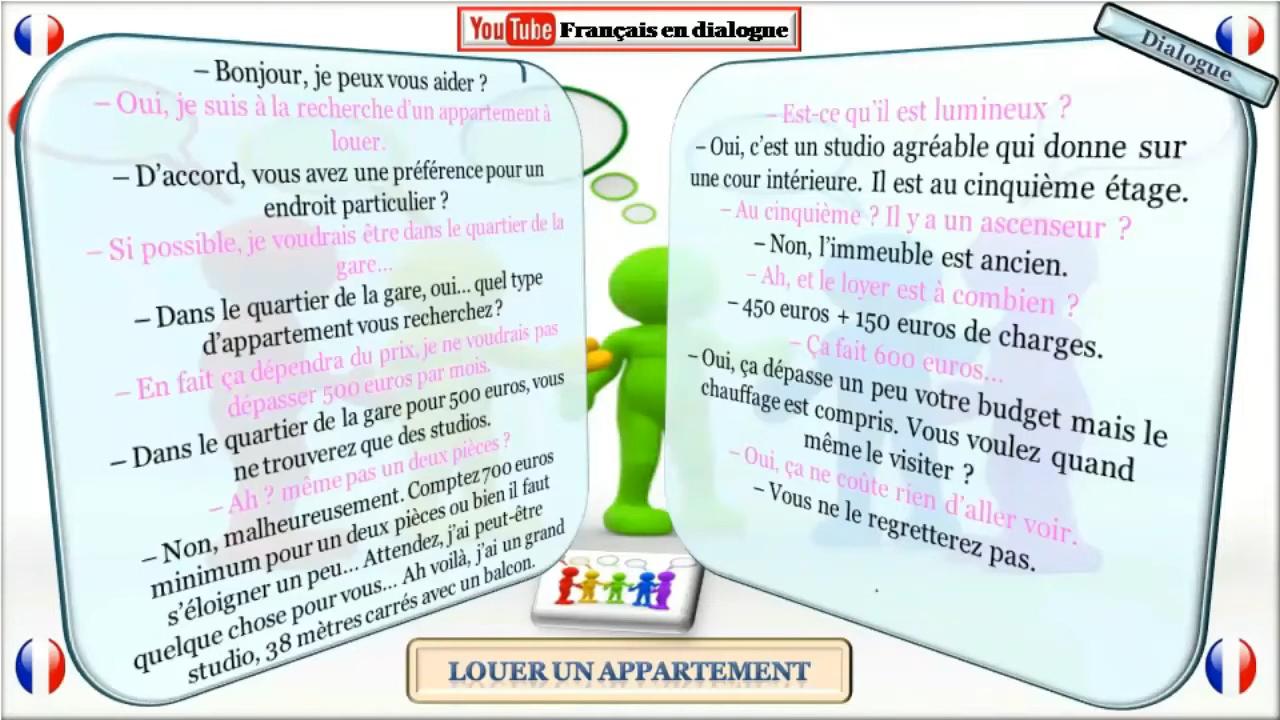 YouTube Français en dialogue
Dialogue
– Bonjour, je peux vous aider ?
– Oui, je suis à la recherche d'un appartement à
louer.
– D'accord, vous avez une préférence pour un
endroit particulier ?
– Si possible, je voudrais être dans le quartier de la
gare...
– Dans le quartier de la gare, oui... quel type
d'appartement vous recherchez ?
– En fait ça dépendra du prix, je ne voudrais pas
dépasser 500 euros par mois.
– Dans le quartier de la gare pour 500 euros, vous
ne trouverez que des studios.
– Ah ? même pas un deux pièces ?
– Non, malheureusement. Comptez 700 euros
minimum pour un deux pièces ou bien il faut
s'éloigner un peu... Attendez, j'ai peut-être
quelque chose pour vous... Ah voilà, j'ai un grand
studio, 38 mètres carrés avec un balcon.
– Est-ce qu'il est lumineux ?
– Oui, c'est un studio agréable qui donne sur
une cour intérieure. Il est au cinquième étage.
– Au cinquième ? Il y a un ascenseur ?
– Non, l'immeuble est ancien.
– Ah, et le loyer est à combien ?
– 450 euros + 150 euros de charges.
– Ça fait 600 euros...
– Oui, ça dépasse un peu votre budget mais le
chauffage est compris. Vous voulez quand
même le visiter ?
– Oui, ça ne coûte rien d'aller voir.
– Vous ne le regretterez pas.
LOUER UN APPARTEMENT